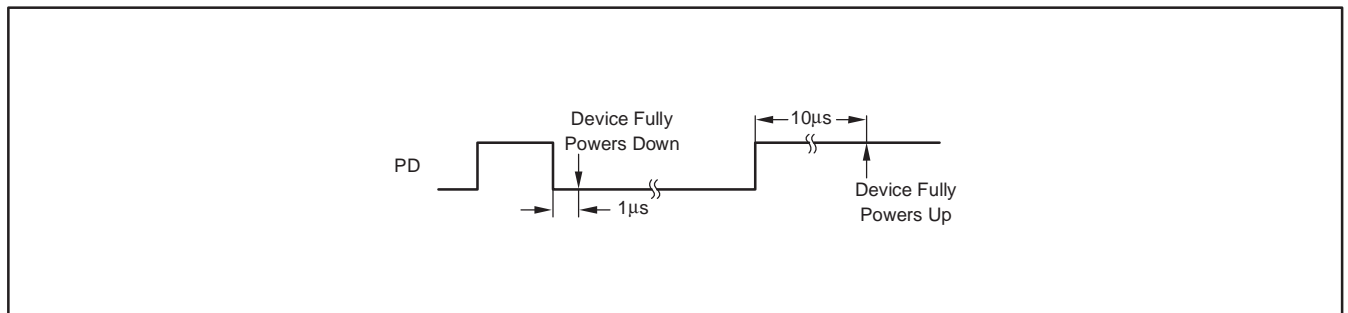 Device Fully
Powers Down
10μs
PD
1μs
Device Fully
Powers Up